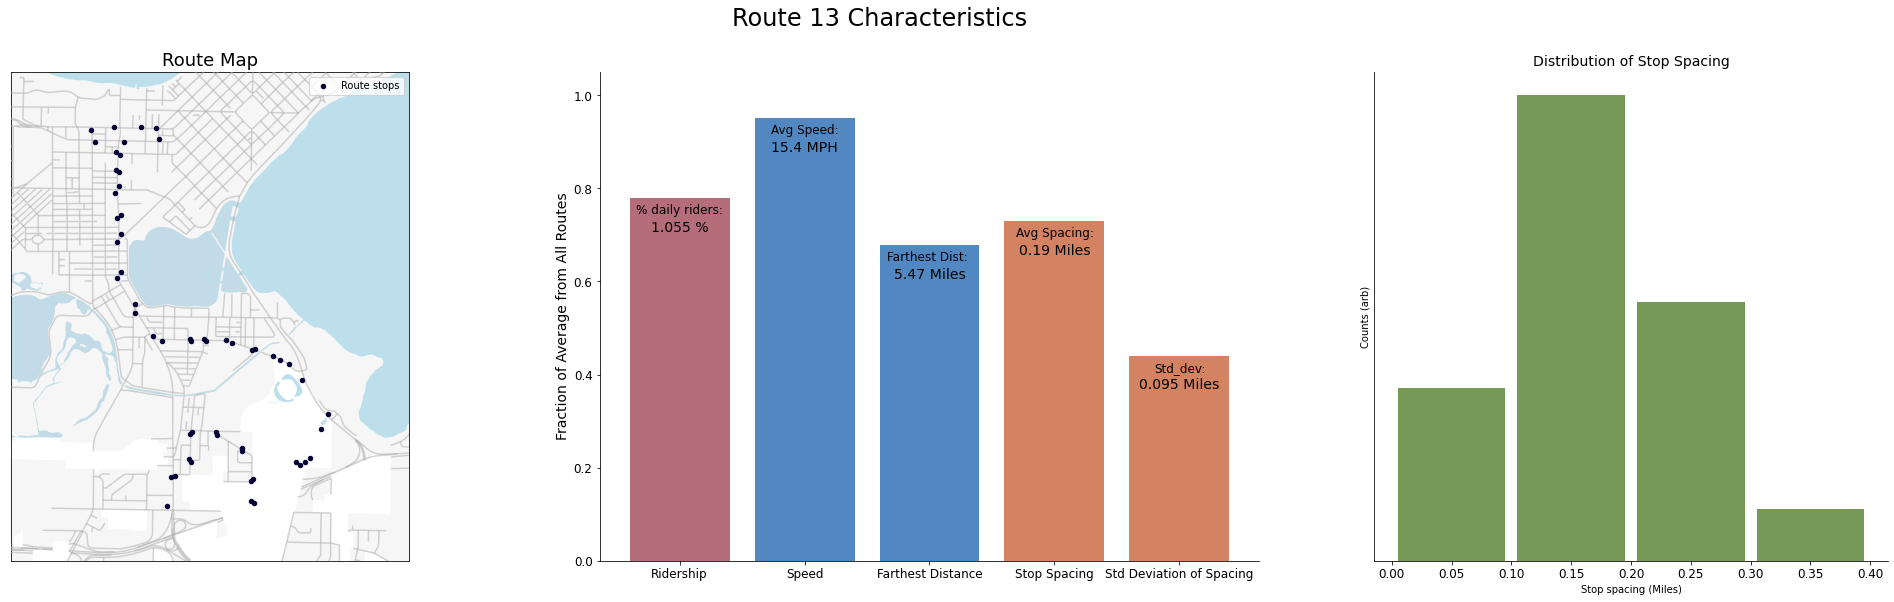 Route 13 Characteristics
Route Map
Route stops
Fraction of Average from All Routes
1.0
0.8
0.6
0.4
0.2
0.0
% daily riders:
1.055 %
Avg Speed:
15.4 MPH
Farthest Dist:
5.47 Miles
Avg Spacing:
0.19 Miles
Std_dev:
0.095 Miles
Ridership
Speed
Farthest Distance
Stop Spacing
Std Deviation of Spacing
Distribution of Stop Spacing
Counts (arb)
0.00
0.05
0.10
0.15
0.20
0.25
0.30
0.35
0.40
Stop spacing (Miles)